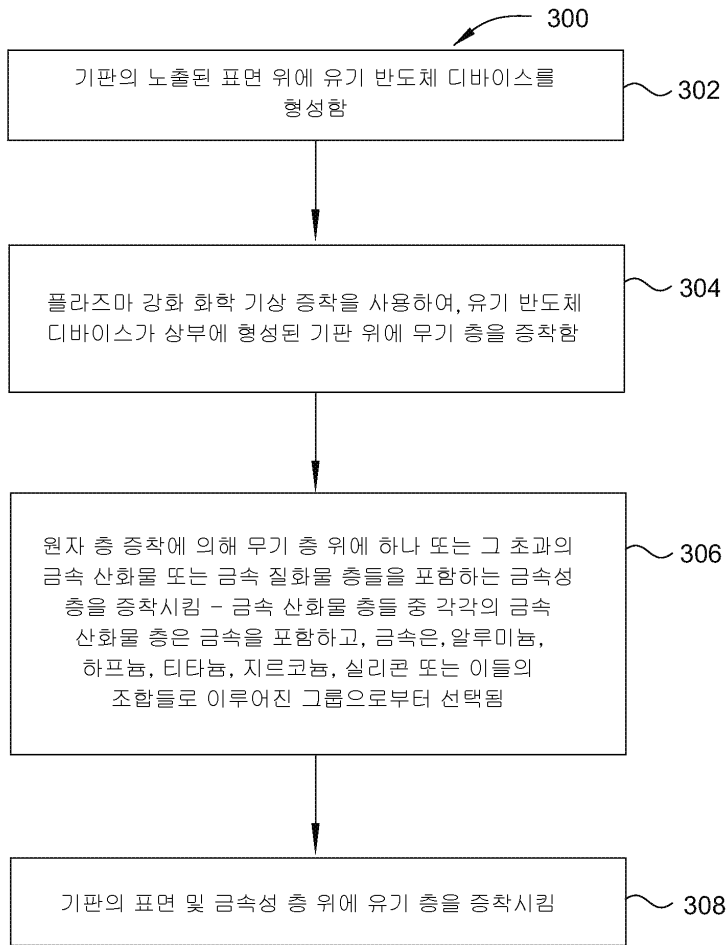 300
기판의 노출된 표면 위에 유기 반도체 디바이스를
형성함
302
플라즈마 강화 화학 기상 증착을 사용하여, 유기 반도체
디바이스가 상부에 형성된 기판 위에 무기 층을 증착함
304
원자 층 증착에 의해 무기 층 위에 하나 또는 그 초과의
금속 산화물 또는 금속 질화물 층들을 포함하는 금속성
층을 증착시킴 – 금속 산화물 층들 중 각각의 금속
산화물 층은 금속을 포함하고, 금속은, 알루미늄,
하프늄, 티타늄, 지르코늄, 실리콘 또는 이들의
조합들로 이루어진 그룹으로부터 선택됨
306
기판의 표면 및 금속성 층 위에 유기 층을 증착시킴
308